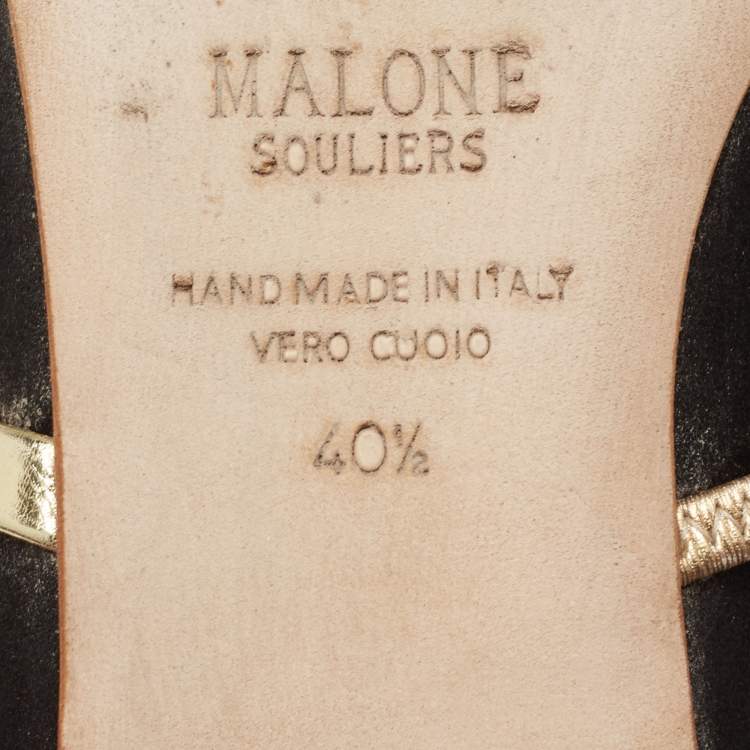 MALONE
SOULIERS
HAND MADE IN ITALY
VERO CUOIO
40½